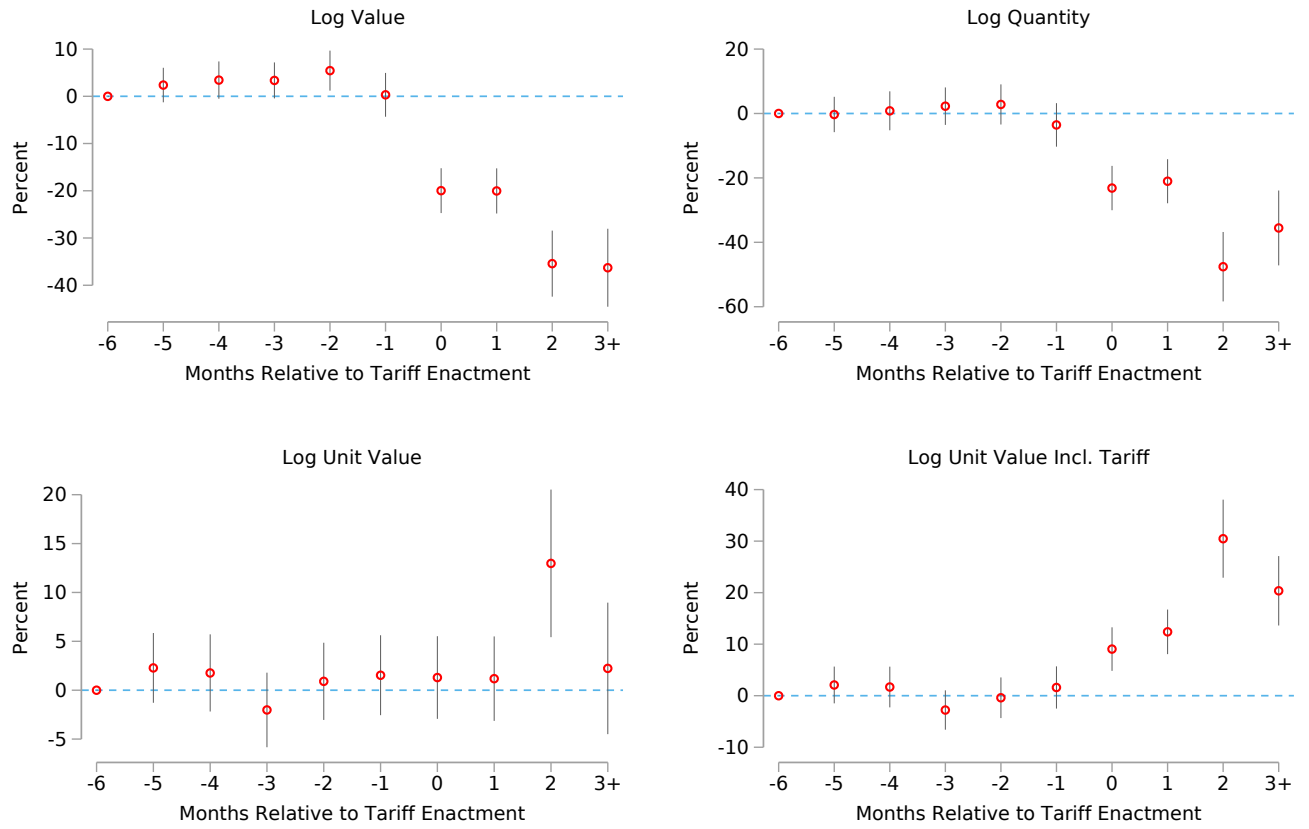 Log Value
Percent
10
0
-10
-20
-30
-40
-6 -5 -4 -3 -2 -1 0 1 2 3+
Months Relative to Tariff Enactment
Log Quantity
Percent
20
0
-20
-40
-60
-6 -5 -4 -3 -2 -1 0 1 2 3+
Months Relative to Tariff Enactment
Log Unit Value
Percent
20
15
10
5
0
-5
-6 -5 -4 -3 -2 -1 0 1 2 3+
Months Relative to Tariff Enactment
Log Unit Value Incl. Tariff
Percent
40
30
20
10
0
-10
-6 -5 -4 -3 -2 -1 0 1 2 3+
Months Relative to Tariff Enactment